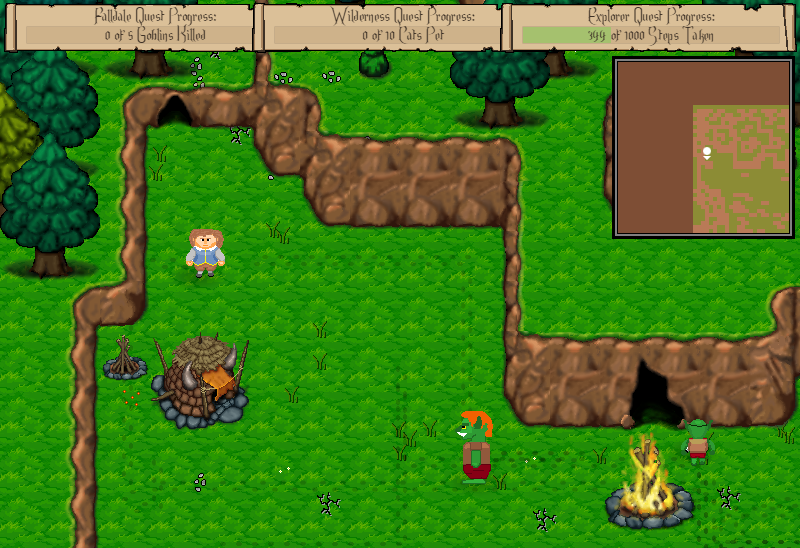 Falldale Quest Progress:
0 of 5 Goblins Killed
Wilderness Quest Progress:
0 of 10 Cats Pet
Explorer Quest Progress:
399 of 1000 Steps Taken